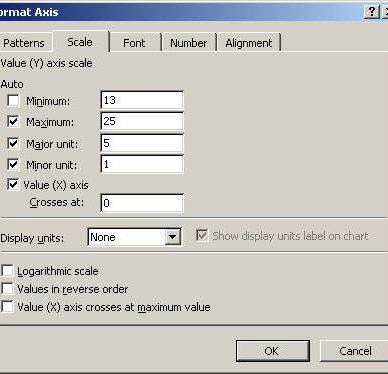 ormat Axis
Patterns Scale Font Number Alignment
Value (Y) axis scale
Auto
Minimum: 13
Maximum: 25
Major unit: 5
Minor unit: 1
Value (X) axis
Crosses at: 0
Display units: None Show display units label on chart
Logarithmic scale
Values in reverse order
Value (X) axis crosses at maximum value
OK Cancel